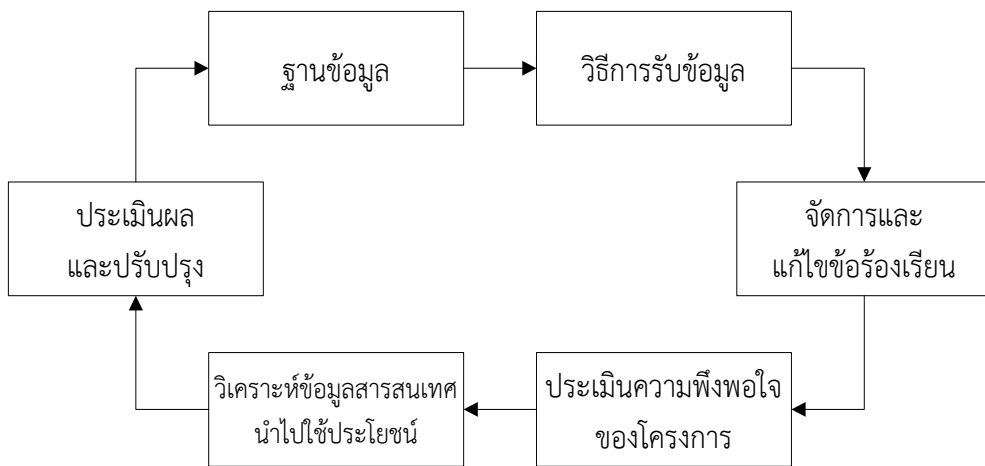 ฐานข้อมูล
วิธีการรับข้อมูล
จัดการและ
แก้ไขข้อร้องเรียน
ประเมินความพึงพอใจ
ของโครงการ
วิเคราะห์ข้อมูลสารสนเทศ
นำไปใช้ประโยชน์
ประเมินผล
และปรับปรุง